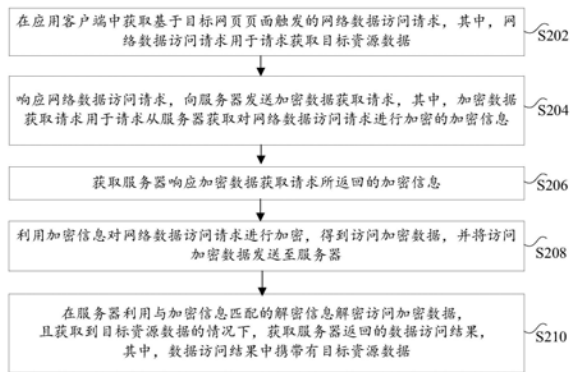 在应用客户端中获取基于目标网页页面触发的网络数据访问请求，其中，网
络数据访问请求用于请求获取目标资源数据
S202
响应网络数据访问请求，向服务器发送加密数据获取请求，其中，加密数据
获取请求用于请求从服务器获取对网络数据访问请求进行加密的加密信息
S204
获取服务器响应加密数据获取请求所返回的加密信息
S206
利用加密信息对网络数据访问请求进行加密，得到访问加密数据，并将访问
加密数据发送至服务器
S208
在服务器利用与加密信息匹配的解密信息解密访问加密数据，
且获取到目标资源数据的情况下，获取服务器返回的数据访问结果，
其中，数据访问结果中携带有目标资源数据
S210